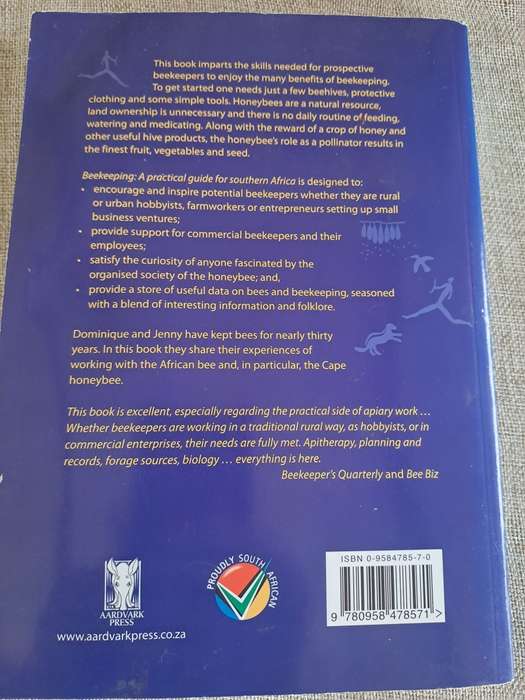 This book imparts the skills needed for prospective
beekeepers to enjoy the many benefits of beekeeping.
To get started one needs just a few beehives, protective
clothing and some simple tools. Honeybees are a natural resource,
land ownership is unnecessary and there is no daily routine of feeding,
watering and medicating. Along with the reward of a crop of honey and
other useful hive products, the honeybee's role as a pollinator results in
the finest fruit, vegetables and seed.
Beekeeping: A practical guide for southern Africa is designed to:
• encourage and inspire potential beekeepers whether they are rural
or urban hobbyists, farmworkers or entrepreneurs setting up small
business ventures;
• provide support for commercial beekeepers and their
employees;
• satisfy the curiosity of anyone fascinated by the
organised society of the honeybee; and,
• provide a store of useful data on bees and beekeeping, seasoned
with a blend of interesting information and folklore.
Dominique and Jenny have kept bees for nearly thirty
years. In this book they share their experiences of
working with the African bee and, in particular, the Cape
honeybee.
This book is excellent, especially regarding the practical side of apiary work ...
Whether beekeepers are working in a traditional rural way, as hobbyists, or in
commercial enterprises, their needs are fully met. Apitherapy, planning and
records, forage sources, biology ... everything is here.
Beekeeper's Quarterly and Bee Biz
AARDVARK
PRESS
www.aardvarkpress.co.za
PROUDLY SOUTH AFRICAN
ISBN 0-9584785-7-0
9 780958 478571 >